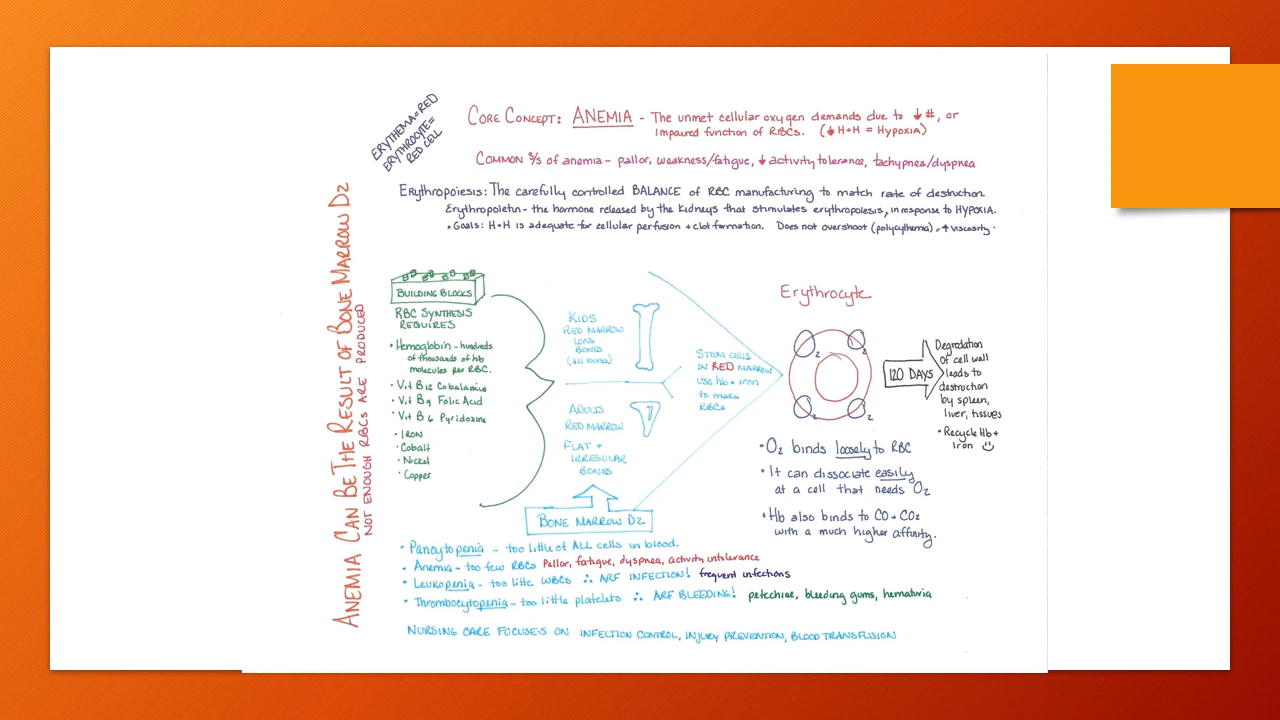 ERYTHEMA=RED
ERYTHROCYTE=
RED CELL
CORE CONCEPT: ANEMIA - The unmet cellular oxygen demands due to ↓#, or
impaired function of RBCs. (↓H+H = Hypoxia)
COMMON S/S of anemia - pallor, weakness/fatigue, ↓activity tolerance, tachypnea/dyspnea
Erythropoiesis: The carefully controlled BALANCE of RBC manufacturing to match rate of destruction.
Erythropoietin - the hormone released by the kidneys that stimulates erythropoiesis, in response to HYPOXIA.
• Goals: H+H is adequate for cellular perfusion + clot formation. Does not overshoot (polycythemia) = ↑ viscosity.
ANEMIA CAN BE THE RESULT OF BONE MARROW DZ
NOT ENOUGH RBCS ARE PRODUCED
BUILDING BLOCKS
RBC SYNTHESIS
REQUIRES
• Hemoglobin - hundreds
of thousands of hb
molecules per RBC.
• Vit B12 Cobalamin
• Vit B9 Folic Acid
• Vit B6 Pyridoxine
• IRON
• Cobalt
• Nickel
• Copper
KIDS
RED MARROW
LONG
BONES
(all bones)
ADULTS
RED MARROW
FLAT +
IRREGULAR
BONES
STEM CELLS
IN RED MARROW
USE hb + iron
to make
RBCs
BONE MARROW DZ
Erythrocyte
2
2
2
2
120 DAYS
Degradation
of cell wall
leads to
destruction
by spleen,
liver, tissues
• Recycle Hb +
iron
• O2 binds loosely to RBC
• It can dissociate easily
at a cell that needs O2
• Hb also binds to CO + CO2
with a much higher affinity.
• Pancytopenia - too little of ALL cells in blood.
• Anemia - too few RBCs Pallor, fatigue, dyspnea, activity intolerance
• Leukopenia - too little WBCs ∴ ARF INFECTION! frequent infections
• Thrombocytopenia - too little platelets ∴ ARF BLEEDING! petechiae, bleeding gums, hematuria
NURSING CARE FOCUSES ON INFECTION CONTROL, INJURY PREVENTION, BLOOD TRANSFUSION